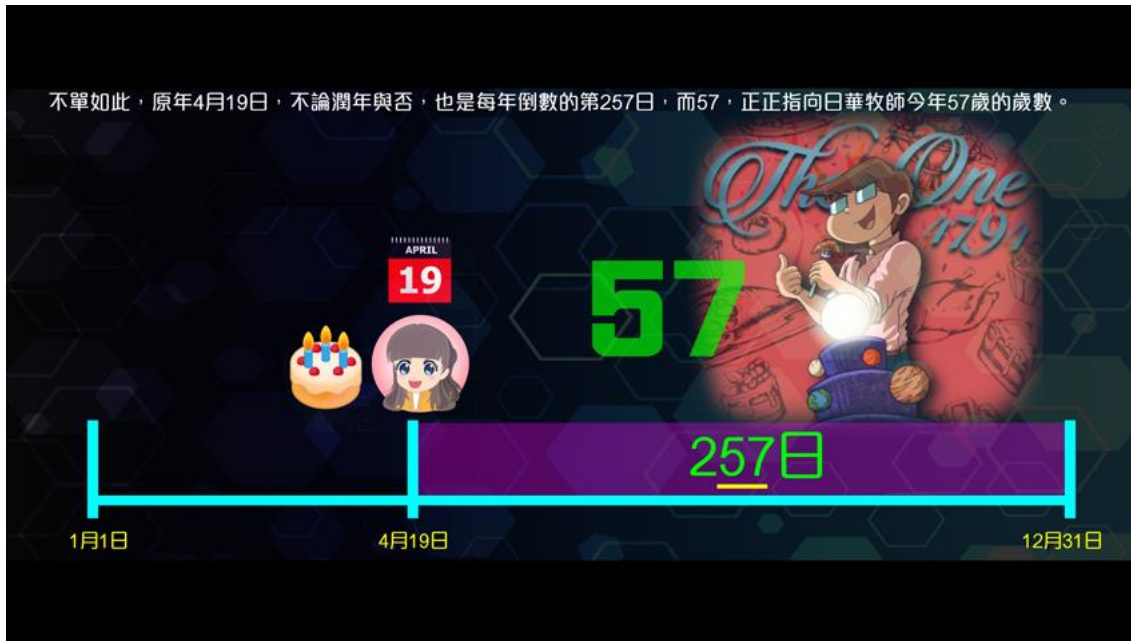 不單如此，原年4月19日，不論潤年與否，也是每年倒數的第257日，而57，正正指向日華牧師今年57歲的歲數。
The One
4794
APRIL
19
57
257日
1月1日
4月19日
12月31日